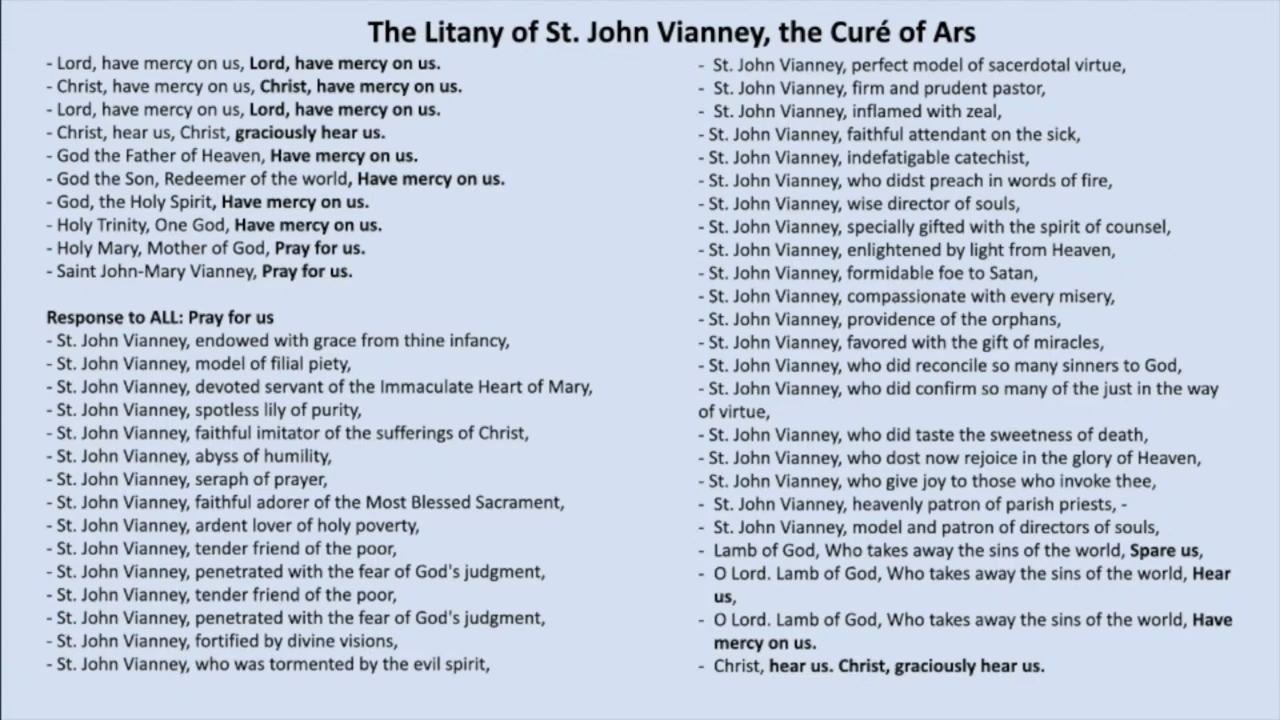 The Litany of St. John Vianney, the Curé of Ars
- Lord, have mercy on us, Lord, have mercy on us.
- Christ, have mercy on us, Christ, have mercy on us.
- Lord, have mercy on us, Lord, have mercy on us.
- Christ, hear us, Christ, graciously hear us.
- God the Father of Heaven, Have mercy on us.
- God the Son, Redeemer of the world, Have mercy on us.
- God, the Holy Spirit, Have mercy on us.
- Holy Trinity, One God, Have mercy on us.
- Holy Mary, Mother of God, Pray for us.
- Saint John-Mary Vianney, Pray for us.
Response to ALL: Pray for us
- St. John Vianney, endowed with grace from thine infancy,
- St. John Vianney, model of filial piety,
- St. John Vianney, devoted servant of the Immaculate Heart of Mary,
- St. John Vianney, spotless lily of purity,
- St. John Vianney, faithful imitator of the sufferings of Christ,
- St. John Vianney, abyss of humility,
- St. John Vianney, seraph of prayer,
- St. John Vianney, faithful adorer of the Most Blessed Sacrament,
- St. John Vianney, ardent lover of holy poverty,
- St. John Vianney, tender friend of the poor,
- St. John Vianney, penetrated with the fear of God's judgment,
- St. John Vianney, tender friend of the poor,
- St. John Vianney, penetrated with the fear of God's judgment,
- St. John Vianney, fortified by divine visions,
- St. John Vianney, who was tormented by the evil spirit,
- St. John Vianney, perfect model of sacerdotal virtue,
- St. John Vianney, firm and prudent pastor,
- St. John Vianney, inflamed with zeal,
- St. John Vianney, faithful attendant on the sick,
- St. John Vianney, indefatigable catechist,
- St. John Vianney, who didst preach in words of fire,
- St. John Vianney, wise director of souls,
- St. John Vianney, specially gifted with the spirit of counsel,
- St. John Vianney, enlightened by light from Heaven,
- St. John Vianney, formidable foe to Satan,
- St. John Vianney, compassionate with every misery,
- St. John Vianney, providence of the orphans,
- St. John Vianney, favored with the gift of miracles,
- St. John Vianney, who did reconcile so many sinners to God,
- St. John Vianney, who did confirm so many of the just in the way
of virtue,
- St. John Vianney, who did taste the sweetness of death,
- St. John Vianney, who dost now rejoice in the glory of Heaven,
- St. John Vianney, who give joy to those who invoke thee,
- St. John Vianney, heavenly patron of parish priests, -
- St. John Vianney, model and patron of directors of souls,
- Lamb of God, Who takes away the sins of the world, Spare us,
- O Lord. Lamb of God, Who takes away the sins of the world, Hear
us,
- O Lord. Lamb of God, Who takes away the sins of the world, Have
mercy on us.
- Christ, hear us. Christ, graciously hear us.